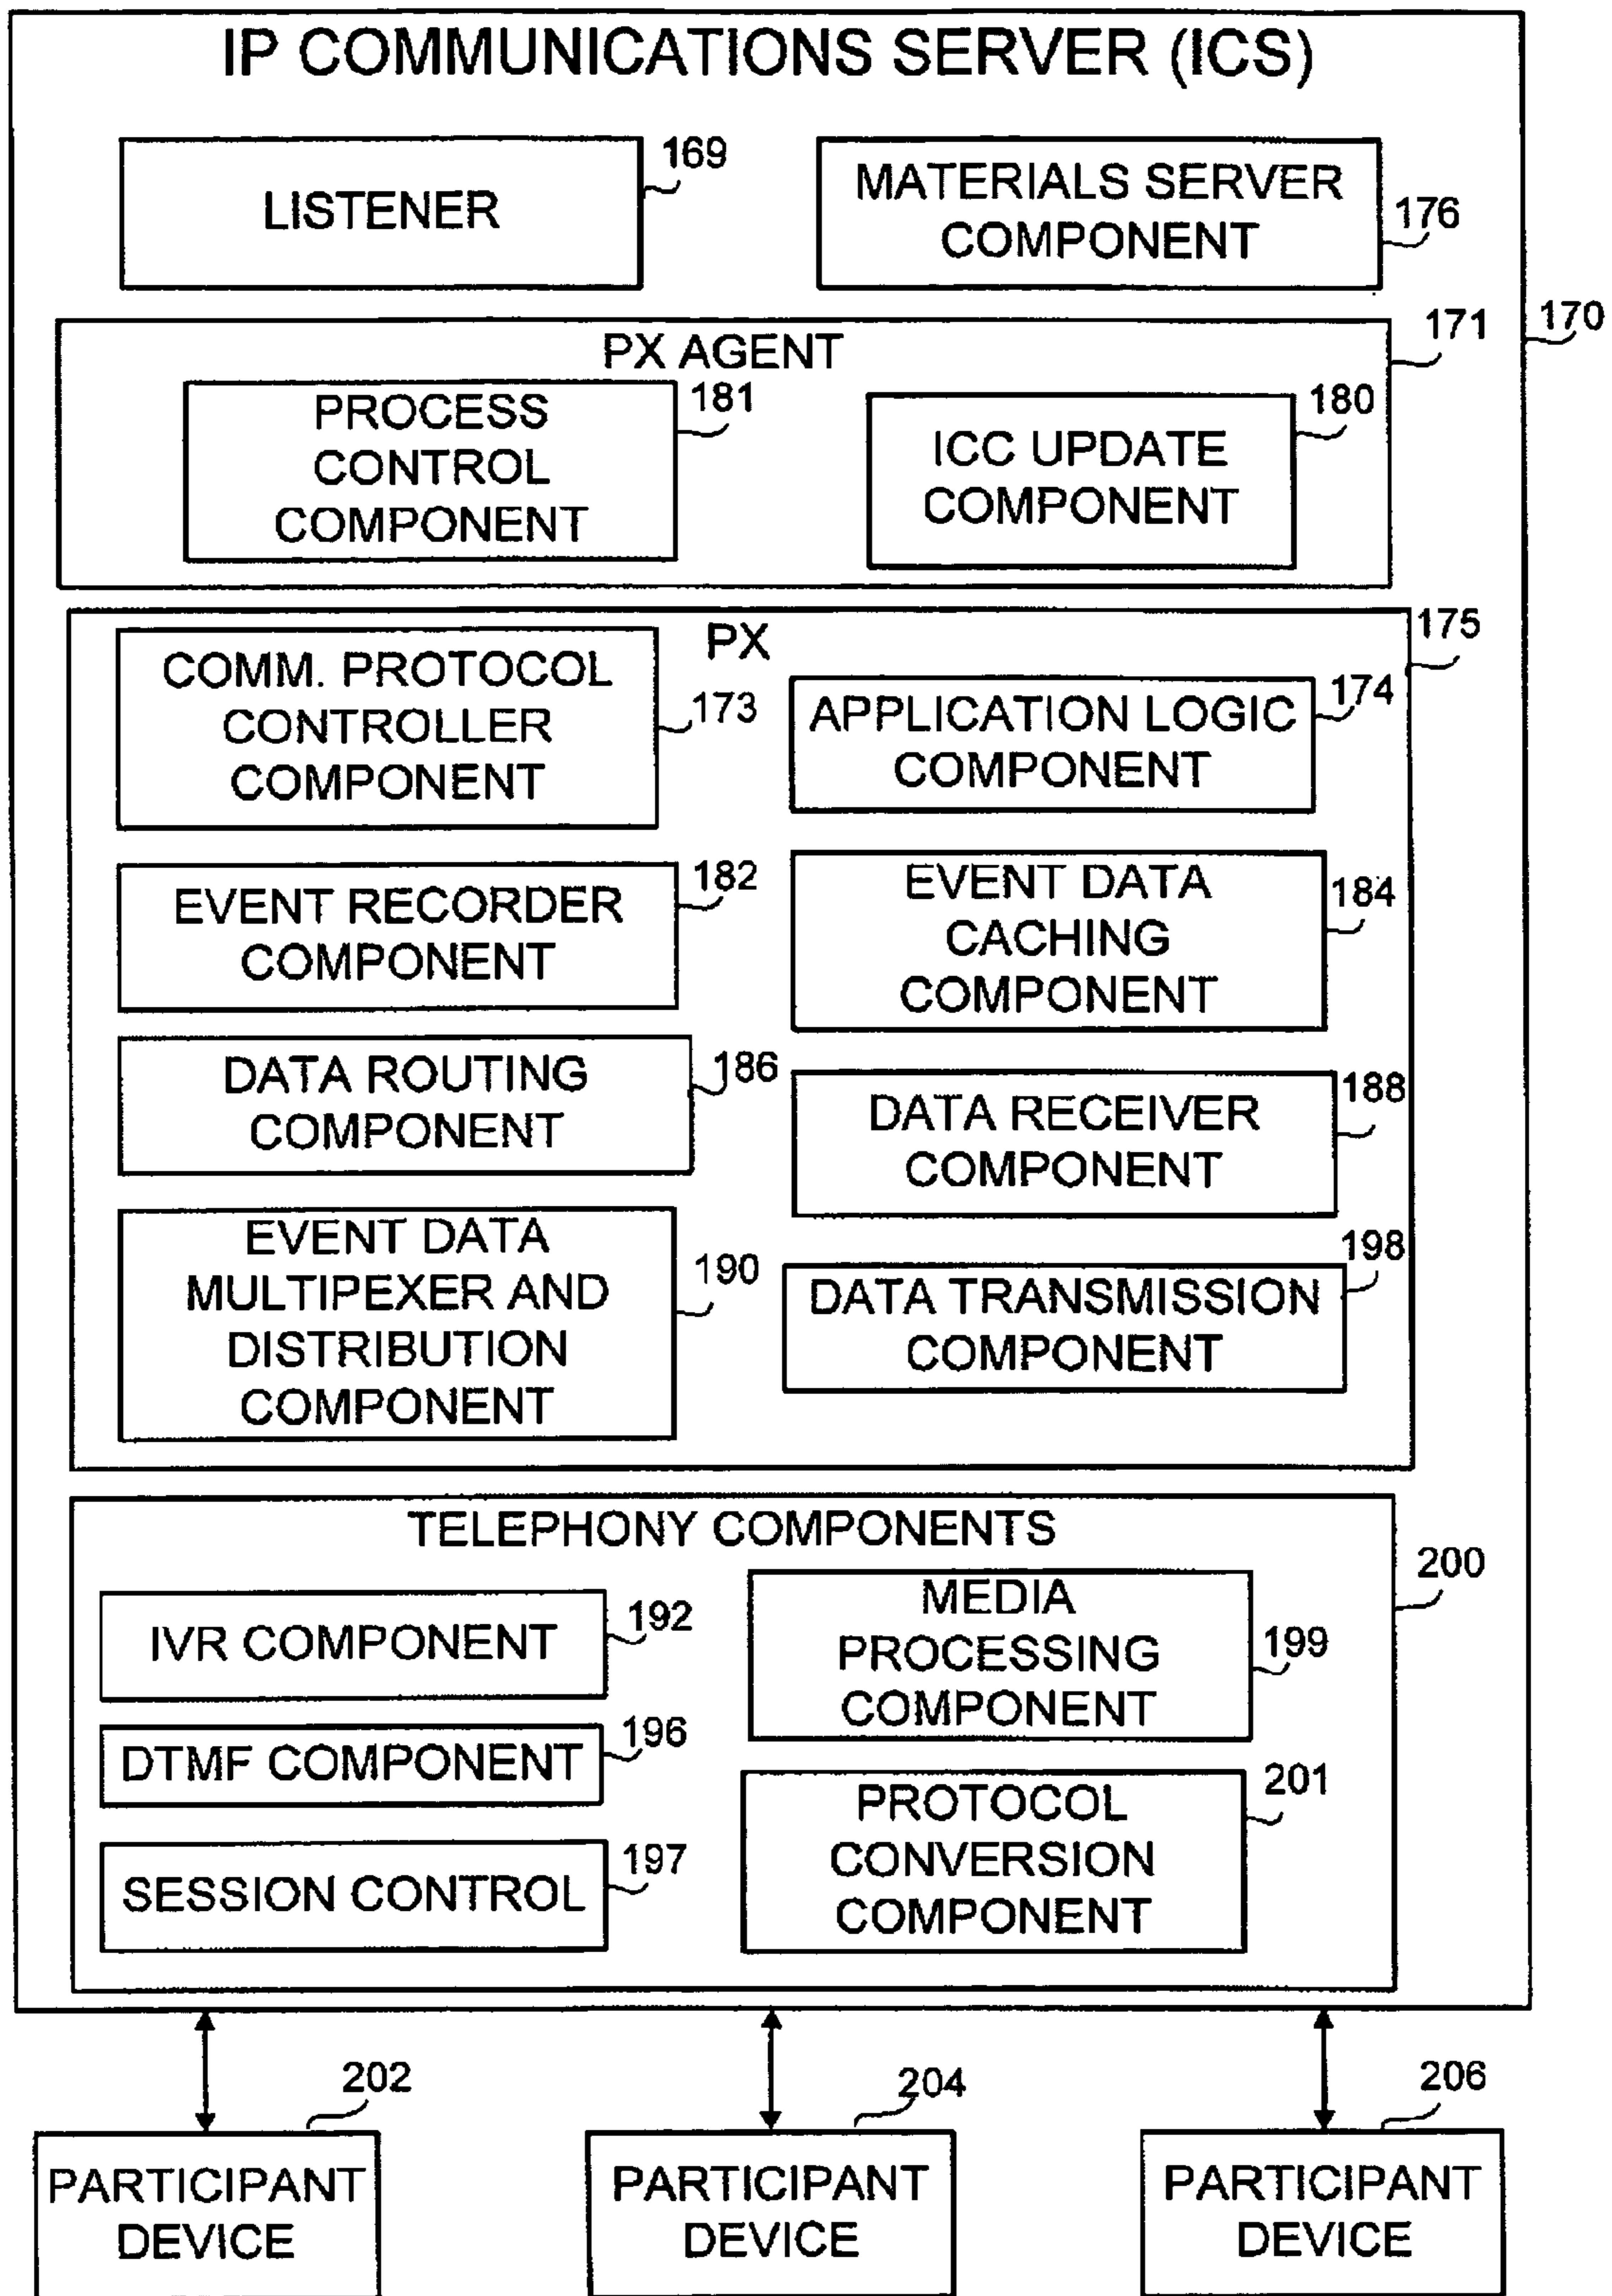 IP COMMUNICATIONS SERVER (ICS)
LISTENER
169
MATERIALS SERVER
COMPONENT
176
170
PX AGENT
171
PROCESS
CONTROL
COMPONENT
181
ICC UPDATE
COMPONENT
180
PX
175
COMM. PROTOCOL
CONTROLLER
COMPONENT
173
APPLICATION LOGIC
COMPONENT
174
EVENT RECORDER
COMPONENT
182
EVENT DATA
CACHING
COMPONENT
184
DATA ROUTING
COMPONENT
186
DATA RECEIVER
COMPONENT
188
EVENT DATA
MULTIPEXER AND
DISTRIBUTION
COMPONENT
190
DATA TRANSMISSION
COMPONENT
198
TELEPHONY COMPONENTS
200
IVR COMPONENT
192
MEDIA
PROCESSING
COMPONENT
199
DTMF COMPONENT
196
PROTOCOL
CONVERSION
COMPONENT
201
SESSION CONTROL
197
202
204
206
PARTICIPANT
DEVICE
PARTICIPANT
DEVICE
PARTICIPANT
DEVICE